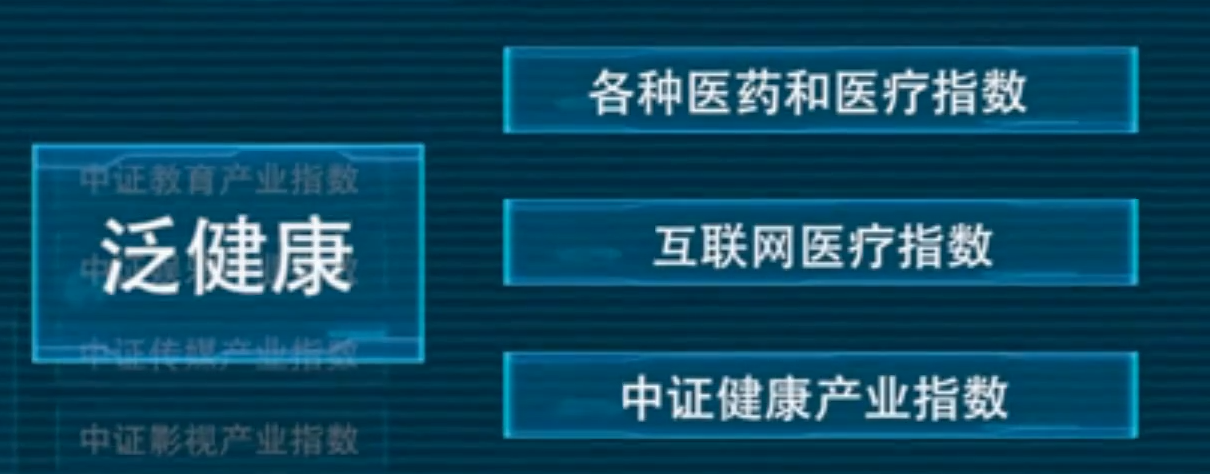 各种医药和医疗指数
中证教育产业指数
泛健康
互联网医疗指数
中证传媒产业指数
中证健康产业指数
中证影视产业指数